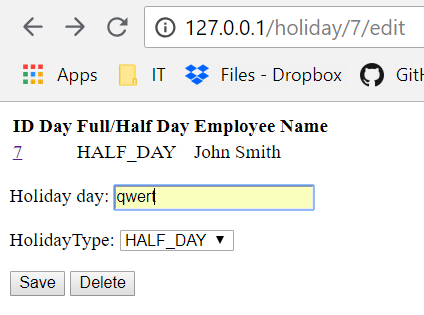 127.0.0.1/holiday/7/edit
Apps IT Files - Dropbox GitH
ID Day Full/Half Day Employee Name
7 HALF_DAY John Smith
Holiday day: qwert
HolidayType: HALF_DAY
Save Delete